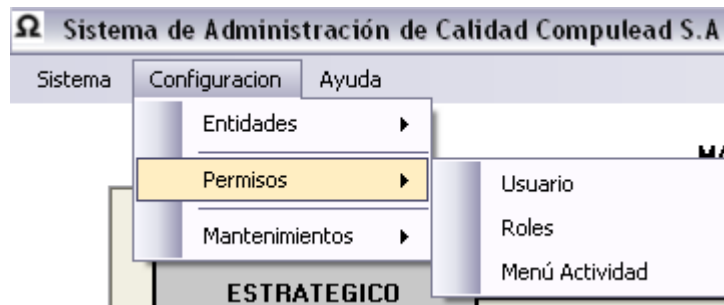 Ω Sistema de Administración de Calidad Compulead S.A
Sistema Configuracion Ayuda
Entidades
Permisos
Usuario
Roles
Mantenimientos
Menú Actividad
ESTRATEGICO